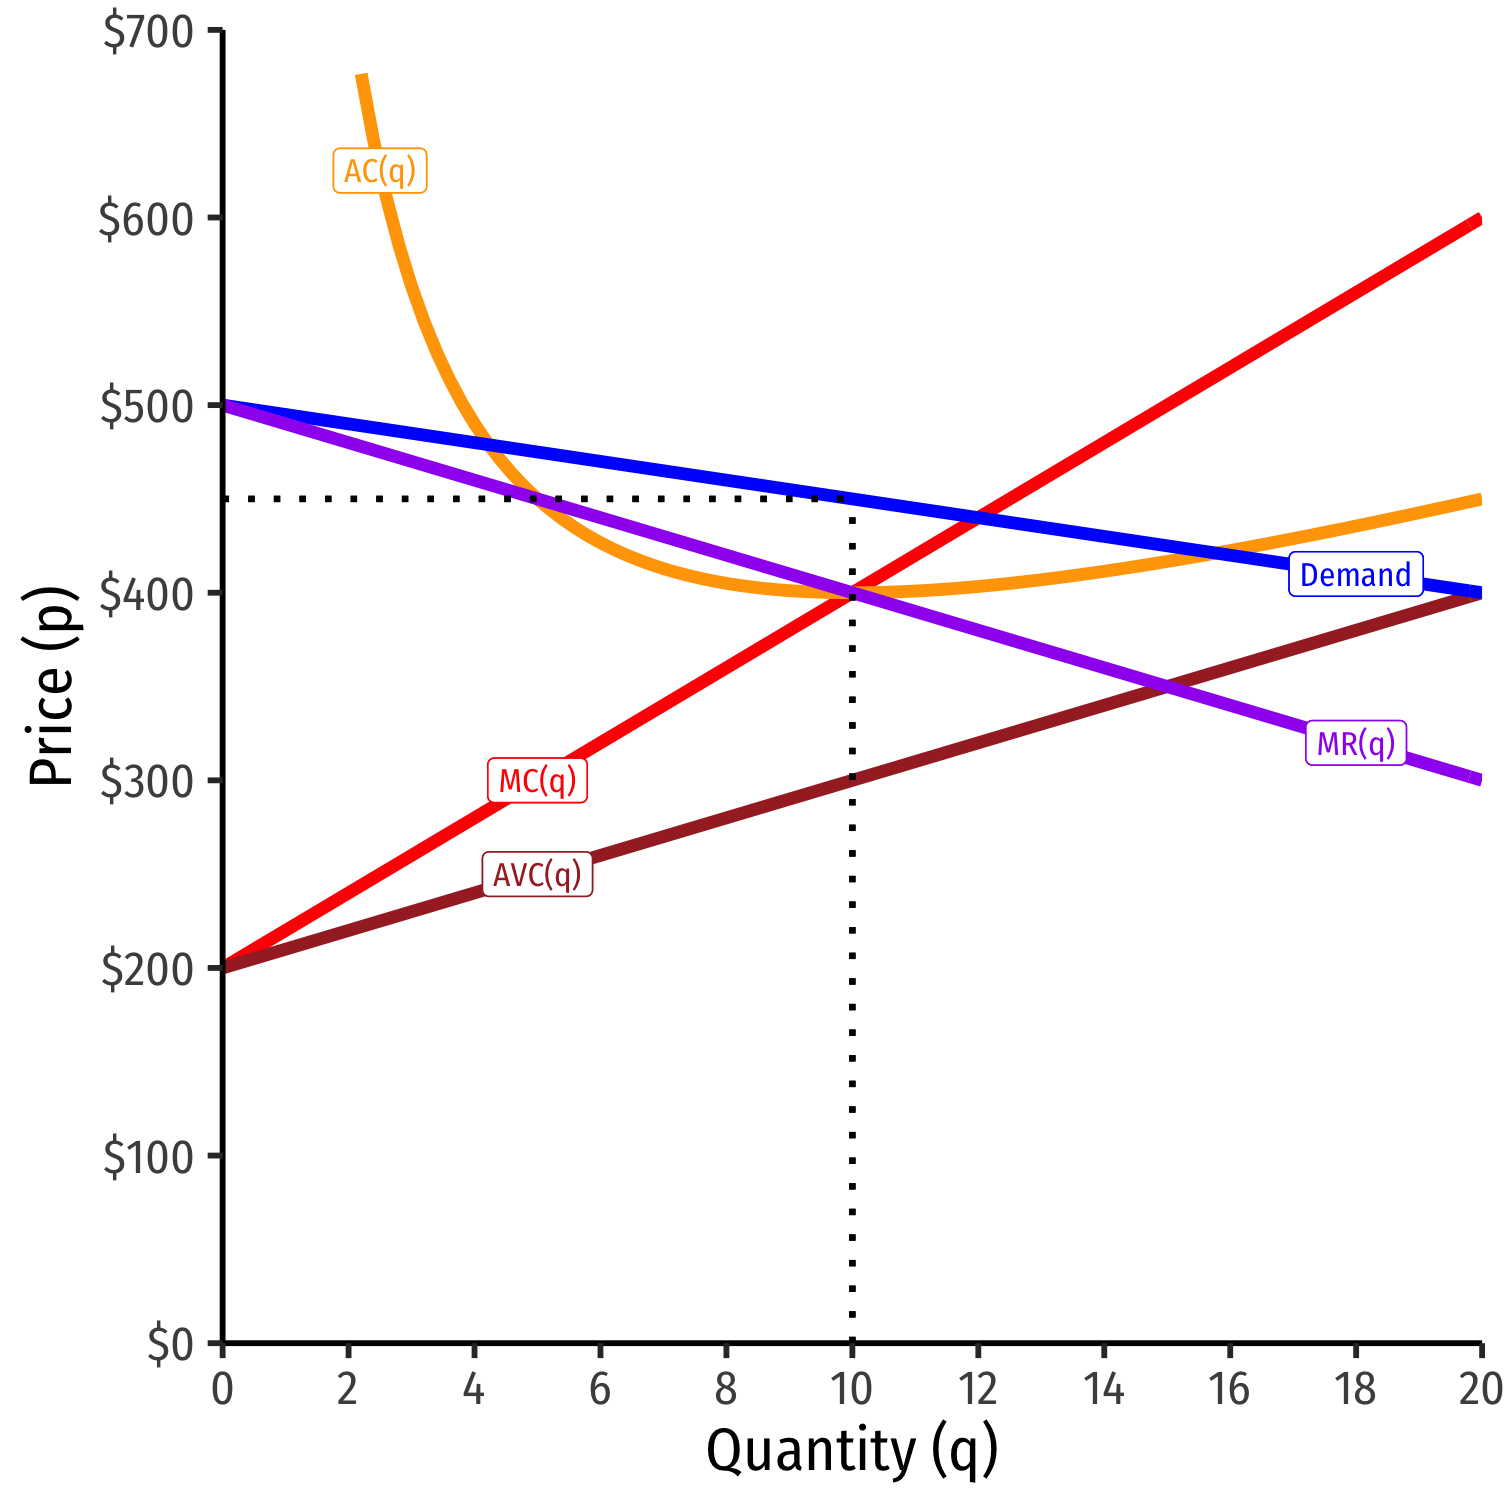 $700
AC(q)
$600
$500
Demand
$400
MR(q)
MC(q)
$300
AVC(q)
$200
$100
$0
Price (p)
0 2 4 6 8 10 12 14 16 18 20
Quantity (q)